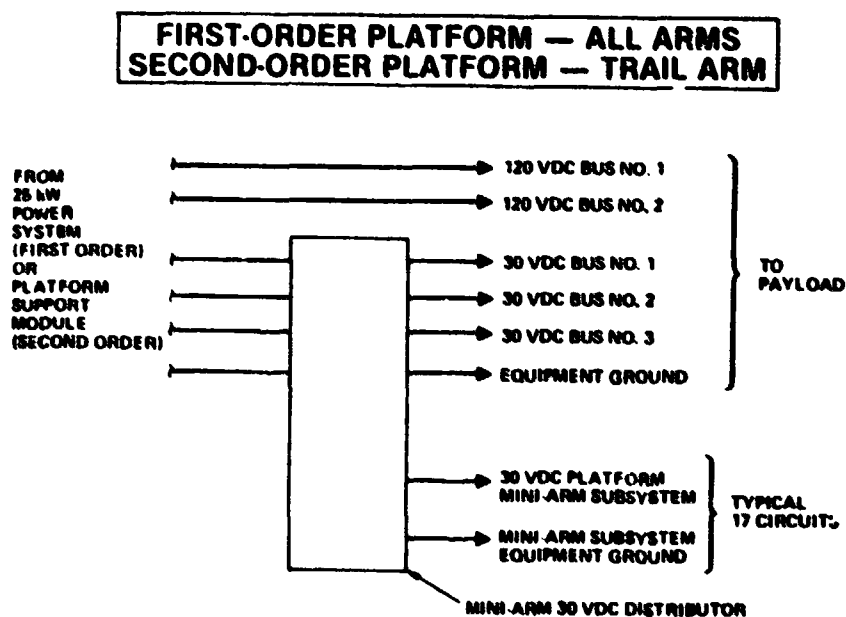 FIRST-ORDER PLATFORM — ALL ARMS
SECOND-ORDER PLATFORM — TRAIL ARM
FROM
25 kW
POWER
SYSTEM
(FIRST ORDER)
OR
PLATFORM
SUPPORT
MODULE
(SECOND ORDER)
120 VDC BUS NO. 1
120 VDC BUS NO. 2
30 VDC BUS NO. 1
30 VDC BUS NO. 2
30 VDC BUS NO. 3
EQUIPMENT GROUND
TO
PAYLOAD
30 VDC PLATFORM
MINI-ARM SUBSYSTEM
MINI-ARM SUBSYSTEM
EQUIPMENT GROUND
TYPICAL
17 CIRCUITS
MINI-ARM 30 VDC DISTRIBUTOR